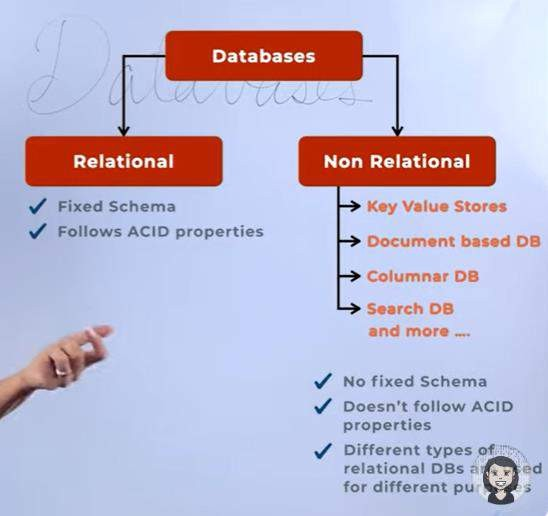 Databases
Databases
Relational
Non Relational
Fixed Schema
Follows ACID properties
Key Value Stores
Document based DB
Columnar DB
Search DB
and more ....
No fixed Schema
Doesn't follow ACID
properties
Different types of
relational DBs
for different